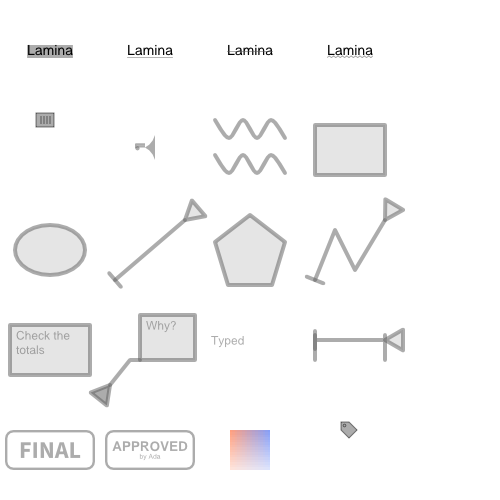 Lamina Lamina Lamina Lamina
Check the
totals
Why?
Typed
FINAL
APPROVED
by Ada